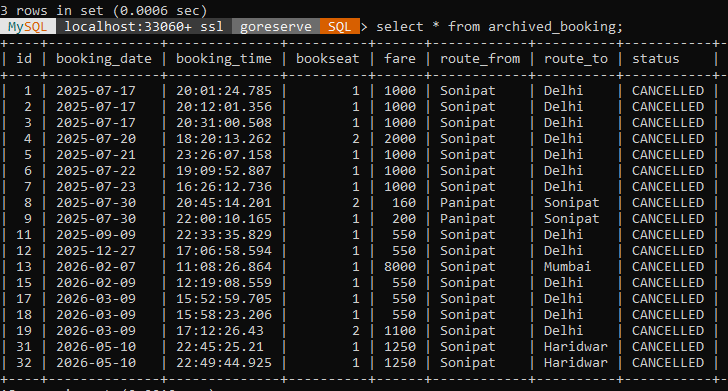 3 rows in set (0.0006 sec)
MySQL localhost:33060+ ssl goreserve SQL > select * from archived_booking;
+----+--------------+--------------+----------+------+------------+----------+-----------+
| id | booking_date | booking_time | bookseat | fare | route_from | route_to | status    |
+----+--------------+--------------+----------+------+------------+----------+-----------+
|  1 | 2025-07-17   | 20:01:24.785 |        1 | 1000 | Sonipat    | Delhi    | CANCELLED |
|  2 | 2025-07-17   | 20:12:01.356 |        1 | 1000 | Sonipat    | Delhi    | CANCELLED |
|  3 | 2025-07-17   | 20:31:00.508 |        1 | 1000 | Sonipat    | Delhi    | CANCELLED |
|  4 | 2025-07-20   | 18:20:13.262 |        2 | 2000 | Sonipat    | Delhi    | CANCELLED |
|  5 | 2025-07-21   | 23:26:07.158 |        1 | 1000 | Sonipat    | Delhi    | CANCELLED |
|  6 | 2025-07-22   | 19:09:52.807 |        1 | 1000 | Sonipat    | Delhi    | CANCELLED |
|  7 | 2025-07-23   | 16:26:12.736 |        1 | 1000 | Sonipat    | Delhi    | CANCELLED |
|  8 | 2025-07-30   | 20:45:14.201 |        2 |  160 | Panipat    | Sonipat  | CANCELLED |
|  9 | 2025-07-30   | 22:00:10.165 |        1 |  200 | Panipat    | Sonipat  | CANCELLED |
| 11 | 2025-09-09   | 22:33:35.829 |        1 |  550 | Sonipat    | Delhi    | CANCELLED |
| 12 | 2025-12-27   | 17:06:58.594 |        1 |  550 | Sonipat    | Delhi    | CANCELLED |
| 13 | 2026-02-07   | 11:08:26.864 |        1 | 8000 | Sonipat    | Mumbai   | CANCELLED |
| 15 | 2026-02-09   | 12:19:08.559 |        1 |  550 | Sonipat    | Delhi    | CANCELLED |
| 17 | 2026-03-09   | 15:52:59.705 |        1 |  550 | Sonipat    | Delhi    | CANCELLED |
| 18 | 2026-03-09   | 15:58:23.206 |        1 |  550 | Sonipat    | Delhi    | CANCELLED |
| 19 | 2026-03-09   | 17:12:26.43  |        2 | 1100 | Sonipat    | Delhi    | CANCELLED |
| 31 | 2026-05-10   | 22:45:25.21  |        1 | 1250 | Sonipat    | Haridwar | CANCELLED |
| 32 | 2026-05-10   | 22:49:44.925 |        1 | 1250 | Sonipat    | Haridwar | CANCELLED |
+----+--------------+--------------+----------+------+------------+----------+-----------+